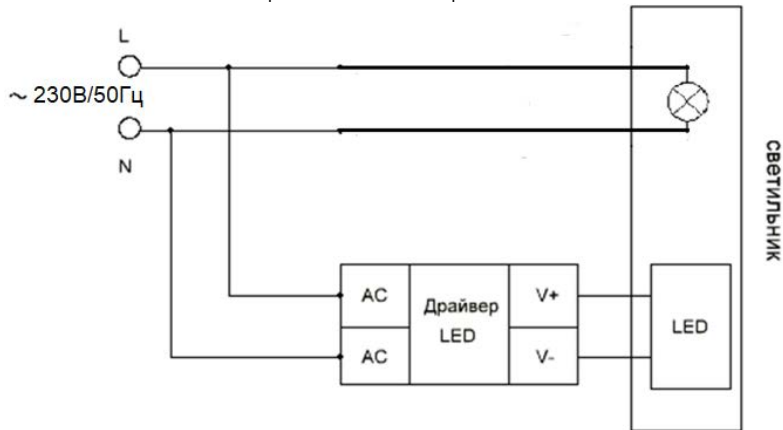 L
~ 230В/50Гц
N
светильник
AC
Драйвер
LED
V+
AC
V-
LED